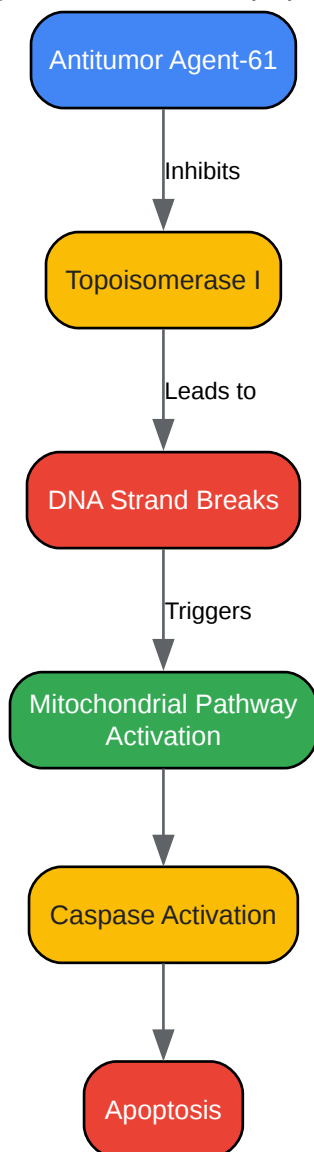 Antitumor Agent-61
Inhibits
Topoisomerase I
Leads to
DNA Strand Breaks
Triggers
Mitochondrial Pathway
Activation
Caspase Activation
Apoptosis